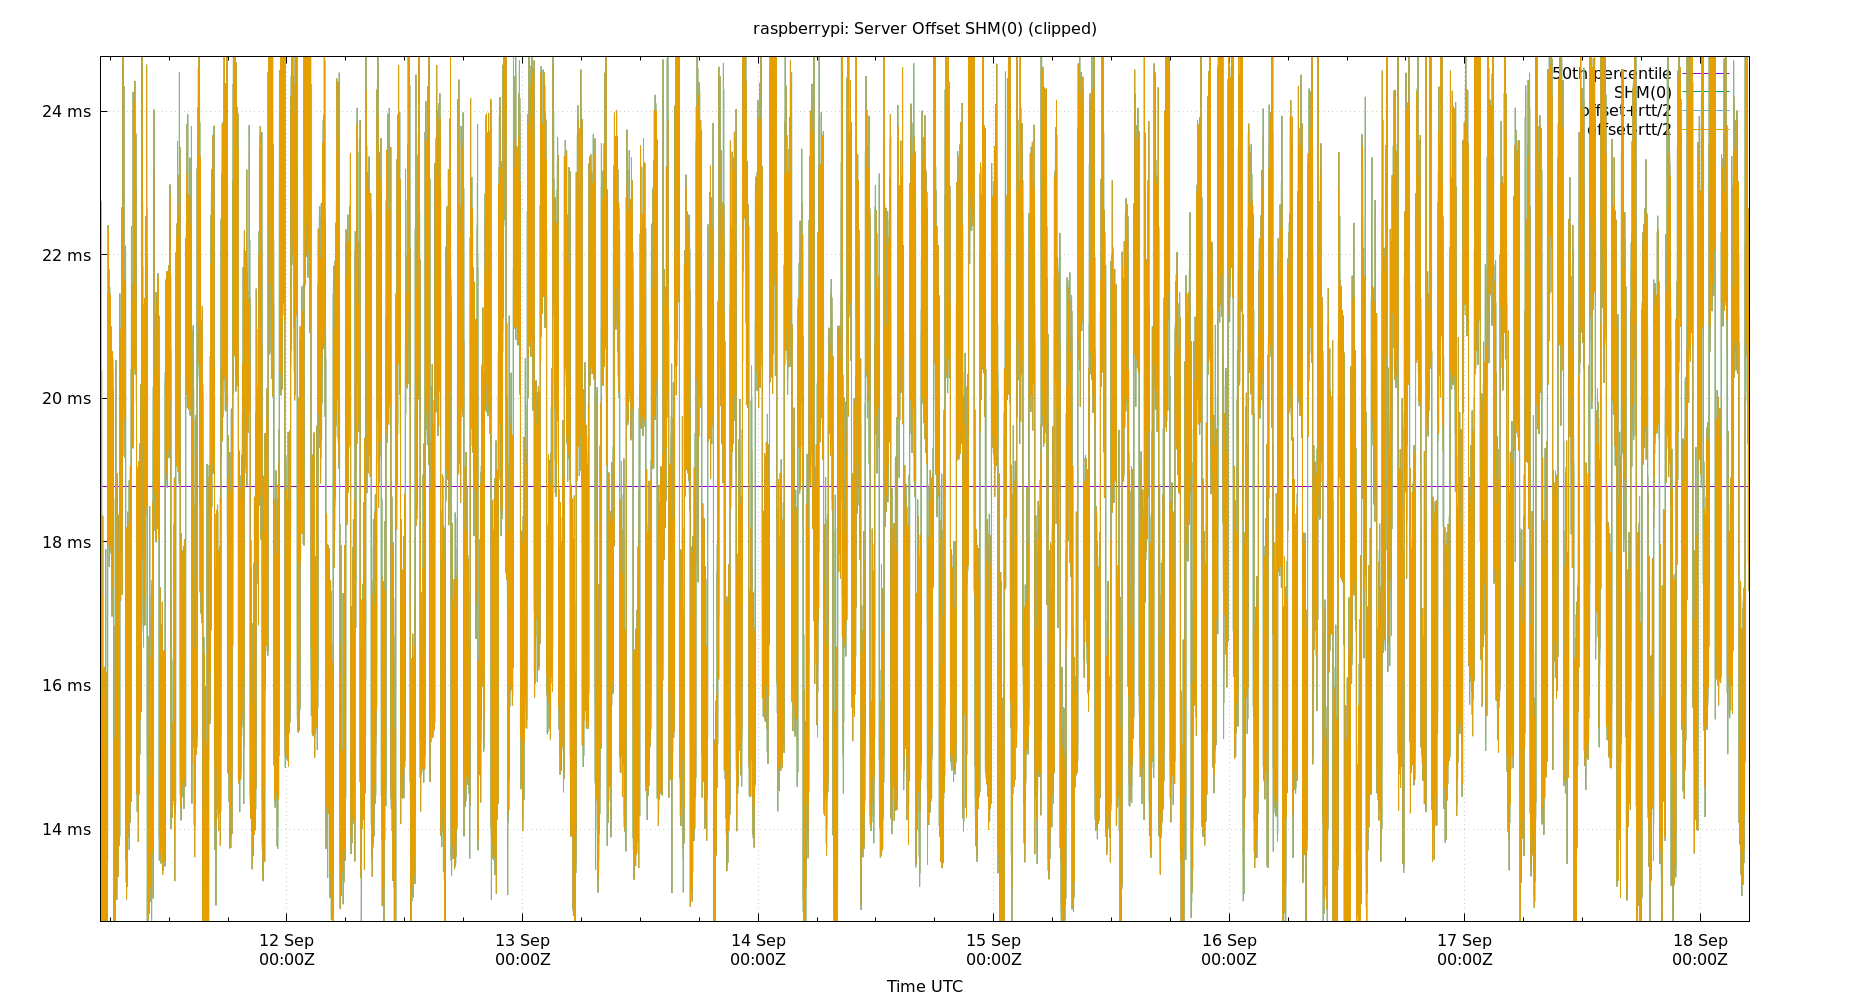 raspberrypi: Server Offset SHM(0) (clipped)
50th percentile
SHM(0)
offset+rtt/2
offset-rtt/2
24 ms
22 ms
20 ms
18 ms
16 ms
14 ms
12 Sep 13 Sep 14 Sep 15 Sep 16 Sep 17 Sep 18 Sep
00:00Z 00:00Z 00:00Z 00:00Z 00:00Z 00:00Z 00:00Z
Time UTC